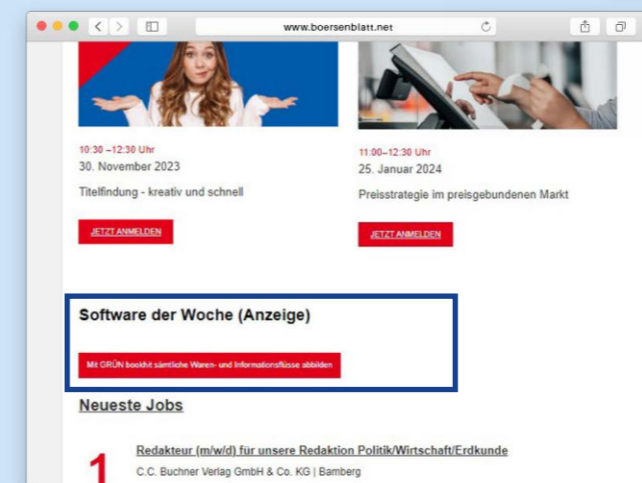 www.boersenblatt.net
10:30 –12:30 Uhr
30. November 2023
Titelfindung - kreativ und schnell
JETZT ANMELDEN
11:00–12:30 Uhr
25. Januar 2024
Preisstrategie im preisgebundenen Markt
JETZT ANMELDEN
Software der Woche (Anzeige)
Mit GRÜN bookhit sämtliche Waren- und Informationsflüsse abbilden
Neueste Jobs
1
Redakteur (m/w/d) für unsere Redaktion Politik/Wirtschaft/Erdkunde
C.C. Buchner Verlag GmbH & Co. KG | Bamberg